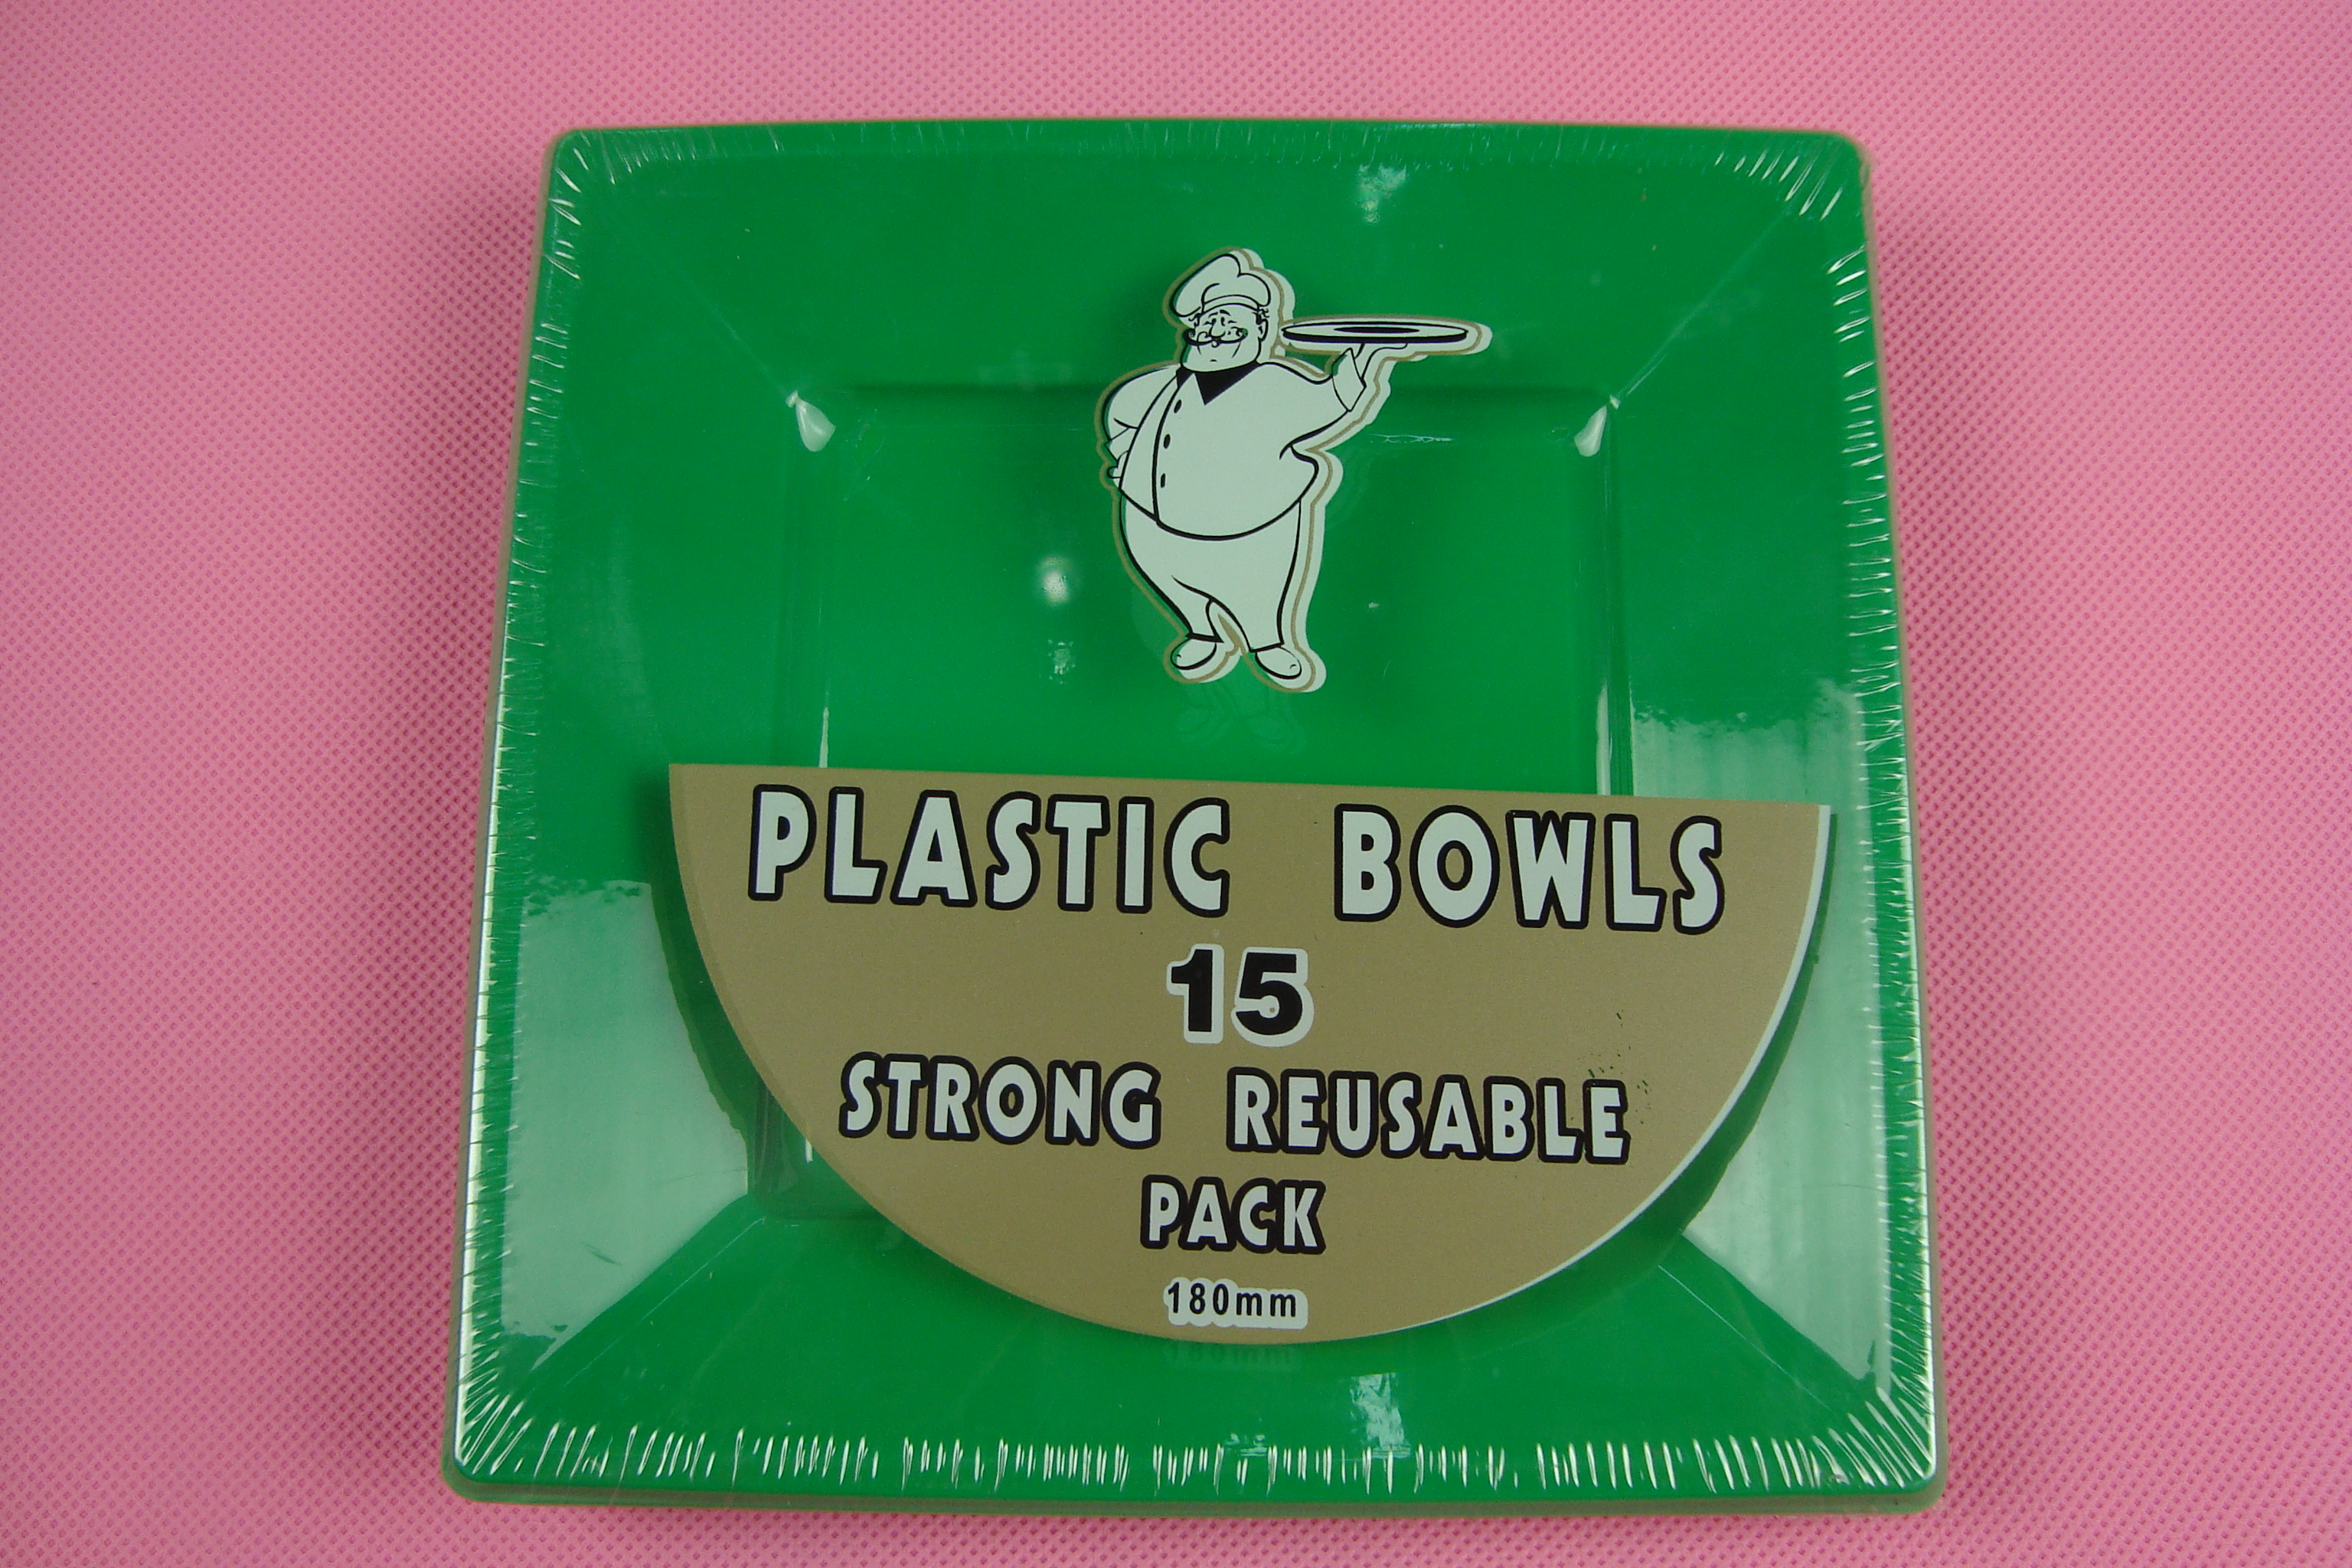 PLASTIC BOWLS
15
STRONG REUSABLE
PACK
180mm